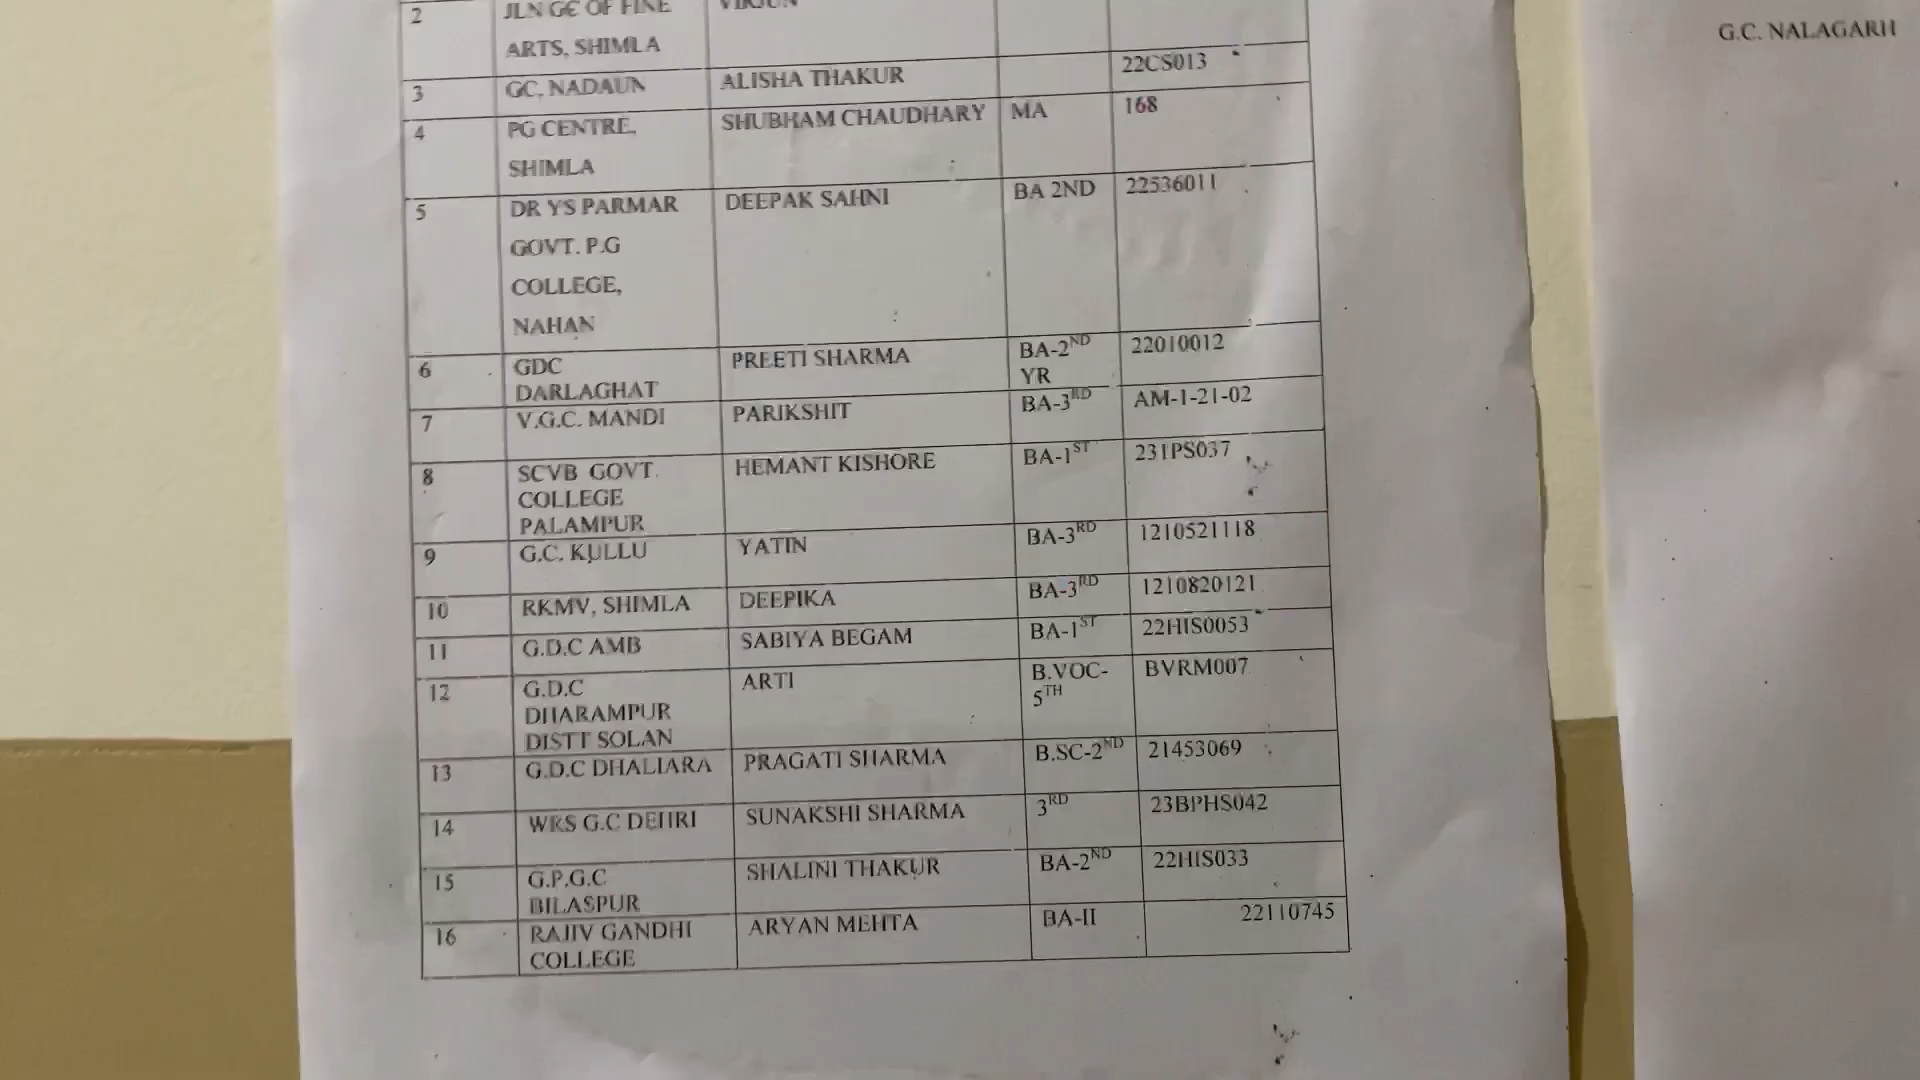 2 JLN GC OF FINE
ARTS, SHIMLA
3 GC, NADAUN ALISHA THAKUR 22CS013
4 PG CENTRE, SHUBHAM CHAUDHARY MA 168
SHIMLA
5 DR YS PARMAR DEEPAK SAHNI BA 2ND 22536011
GOVT. P.G
COLLEGE,
NAHAN
6 GDC PREETI SHARMA BA-2ND 22010012
DARLAGHAT YR
7 V.G.C. MANDI PARIKSHIT BA-3RD AM-1-21-02
8 SCVB GOVT. HEMANT KISHORE BA-1ST 231PS037
COLLEGE
PALAMPUR
9 G.C. KULLU YATIN BA-3RD 1210521118
10 RKMV, SHIMLA DEEPIKA BA-3RD 1210820121
11 G.D.C AMB SABIYA BEGAM BA-1ST 22HIS0053
12 G.D.C ARTI B.VOC- BVRM007
DHARAMPUR 5TH
DISTT SOLAN
13 G.D.C DHALIARA PRAGATI SHARMA B.SC-2ND 21453069
14 WRS G.C DEHRI SUNAKSHI SHARMA 3RD 23BPHS042
15 G.P.G.C SHALINI THAKUR BA-2ND 22HIS033
BILASPUR
16 RAJIV GANDHI ARYAN MEHTA BA-II 22110745
COLLEGE
G.C. NALAGARH